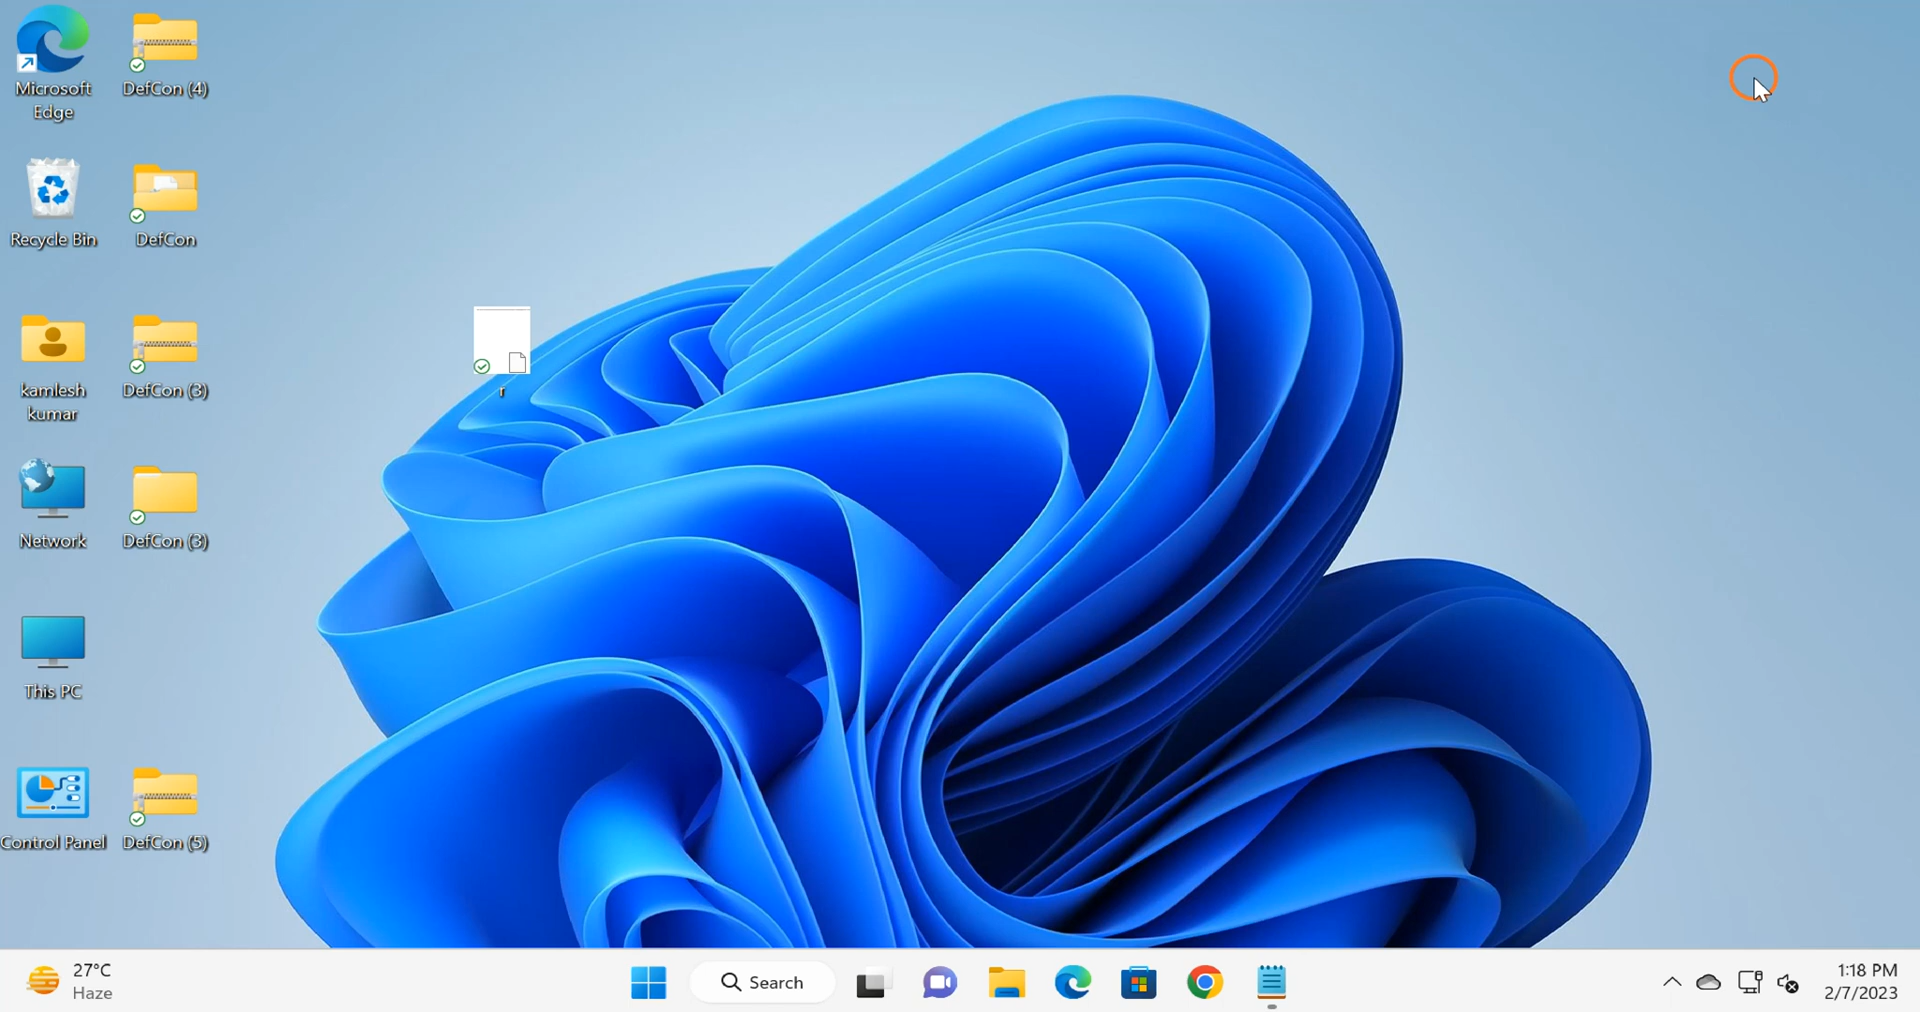 Microsoft
Edge
DefCon (4)
Recycle Bin
DefCon
kamlesh
kumar
DefCon (3)
r
Network
DefCon (3)
This PC
Control Panel
DefCon (5)
27°C
Haze
Search
1:18 PM
2/7/2023